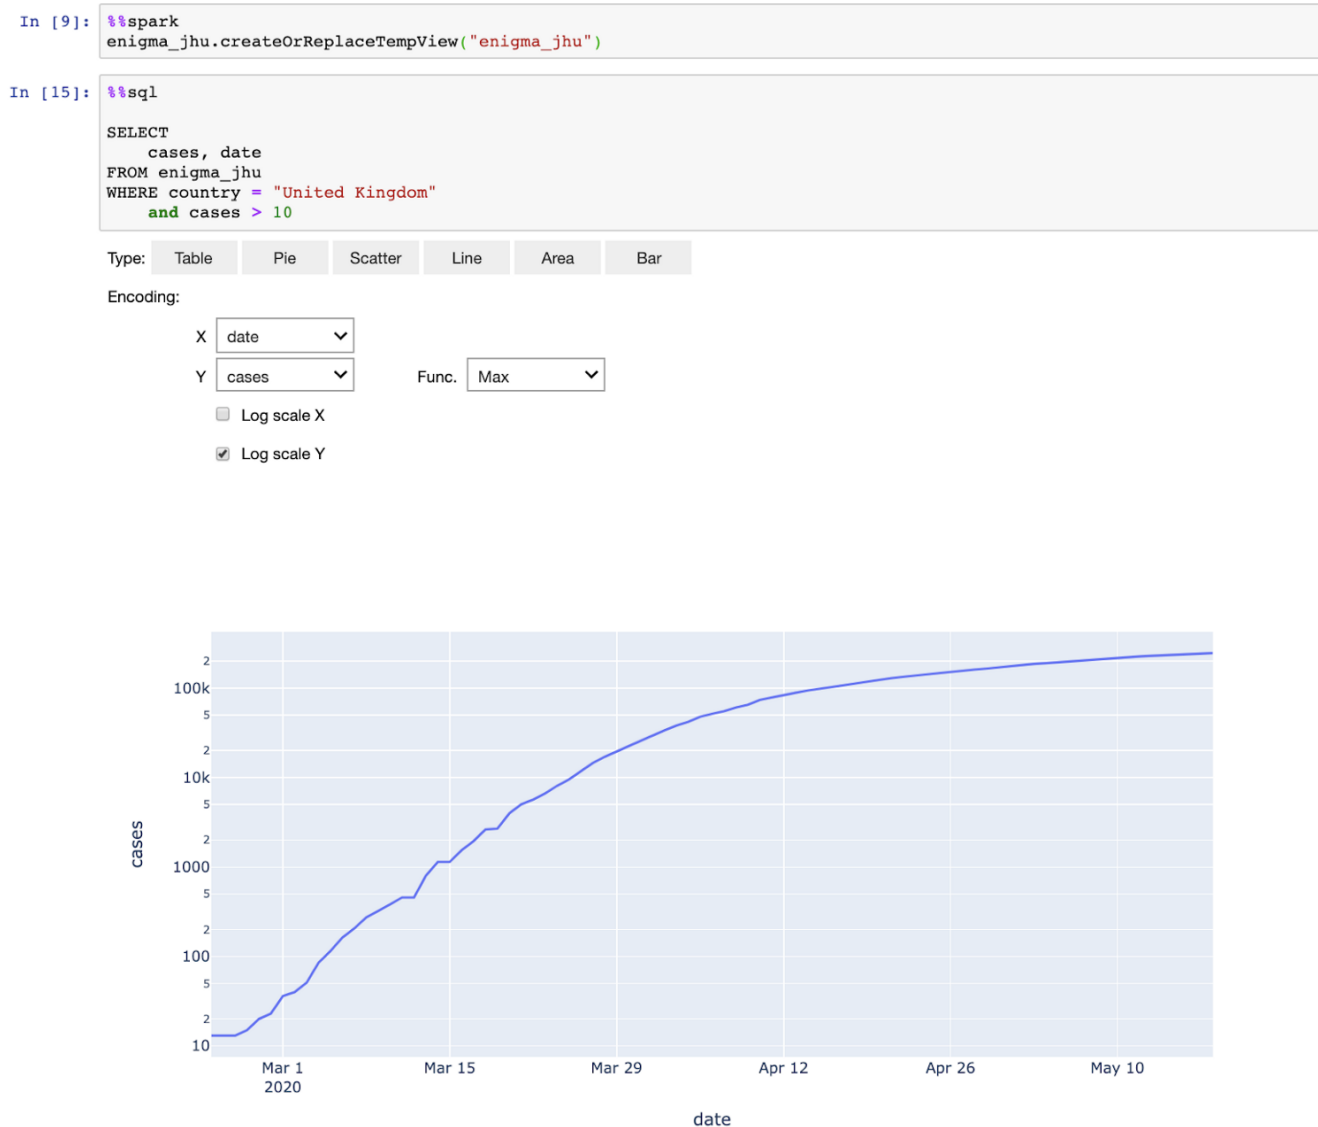 In [9]: %%spark
enigma_jhu.createOrReplaceTempView("enigma_jhu")
In [15]: %%sql
SELECT
    cases, date
FROM enigma_jhu
WHERE country = "United Kingdom"
    and cases > 10
Type: Table Pie Scatter Line Area Bar
Encoding:
X date
Y cases Func. Max
Log scale X
Log scale Y
2
100k
5
2
10k
5
2
1000
5
2
100
5
2
10
cases
Mar 1 Mar 15 Mar 29 Apr 12 Apr 26 May 10
2020
date